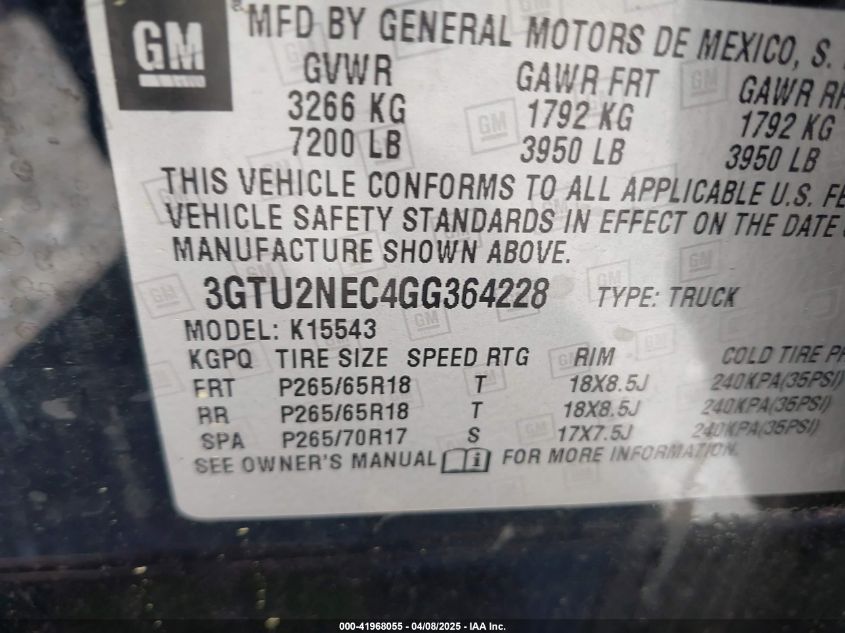 GM
MFD BY GENERAL MOTORS DE MEXICO, S.
GVWR GAWR FRT GAWR
3266 KG 1792 KG 1792 KG
7200 LB 3950 LB 3950 LB
THIS VEHICLE CONFORMS TO ALL APPLICABLE U.S.
VEHICLE SAFETY STANDARDS IN EFFECT ON THE DATE
MANUFACTURE SHOWN ABOVE.
3GTU2NEC4GG364228 TYPE: TRUCK
MODEL: K15543
KGPQ TIRE SIZE SPEED RTG RIM COLD TIRE
FRT P265/65R18 T 18X8.5J 240KPA(35PSI)
RR P265/65R18 T 18X8.5J 240KPA(35PSI)
SPA P265/70R17 S 17X7.5J 240KPA(35PSI)
SEE OWNER'S MANUAL i FOR MORE INFORMATION.
000-41968055 - 04/08/2025 - IAA Inc.